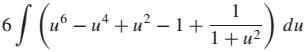 6 ∫ ( u⁶ − u⁴ + u² − 1 + 1/(1 + u²) ) du